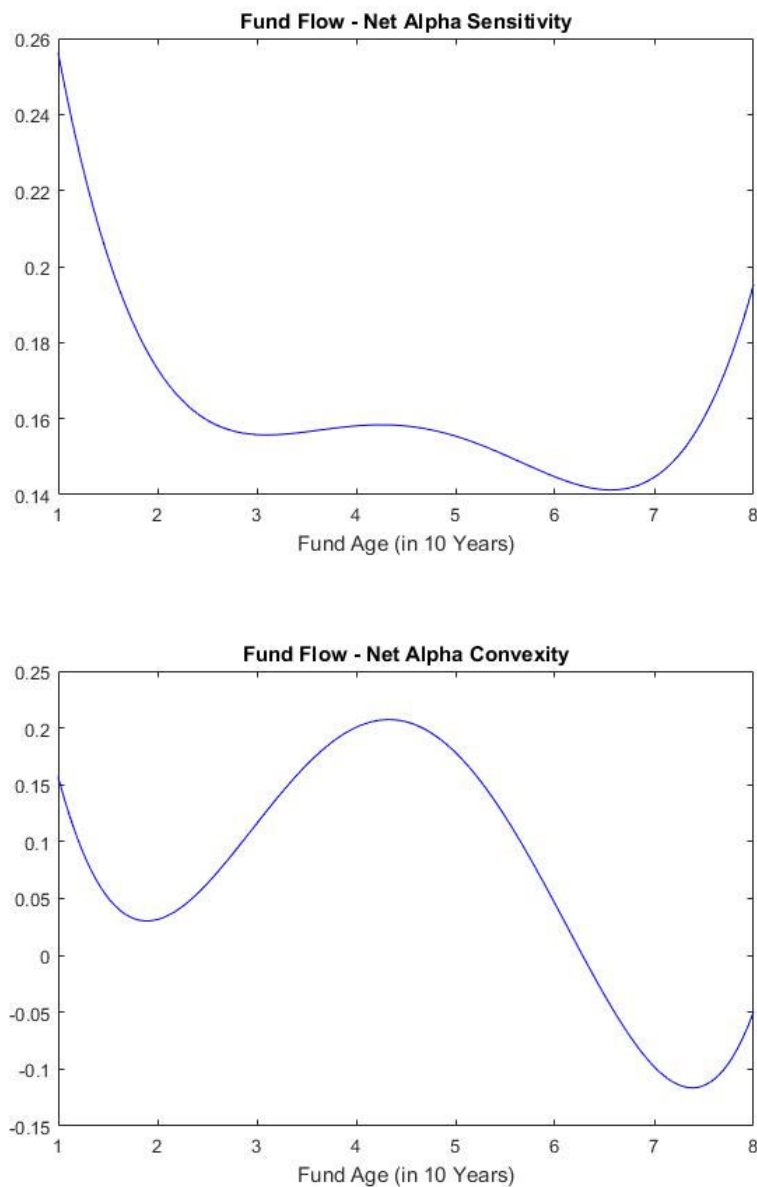 Fund Flow - Net Alpha Sensitivity
0.26
0.24
0.22
0.2
0.18
0.16
0.14
1 2 3 4 5 6 7 8
Fund Age (in 10 Years)
Fund Flow - Net Alpha Convexity
0.25
0.2
0.15
0.1
0.05
0
-0.05
-0.1
-0.15
1 2 3 4 5 6 7 8
Fund Age (in 10 Years)